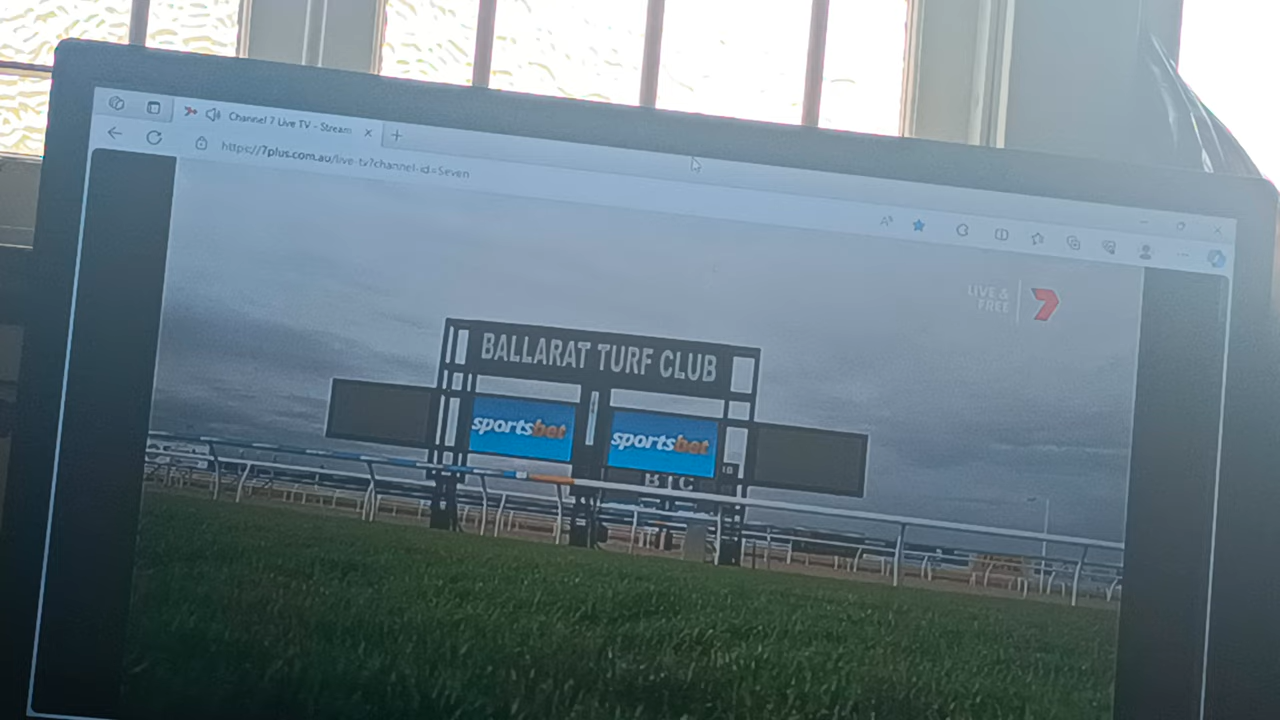 Channel 7 Live TV - Stream
https://7plus.com.au/live-tv?channel-id=Seven
LIVE &
FREE
7
BALLARAT TURF CLUB
sportsbet
sportsbet
BTC